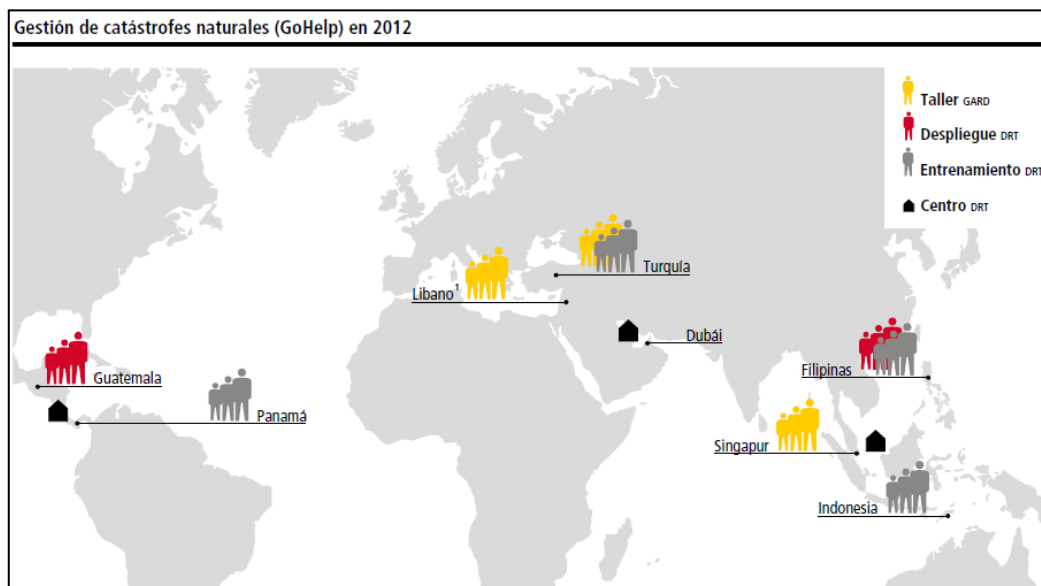 Gestión de catástrofes naturales (GoHelp) en 2012
Taller GARD
Despliegue DRT
Entrenamiento DRT
Centro DRT
Turquía
Libano¹
Dubái
Guatemala
Filipinas
Panamá
Singapur
Indonesia